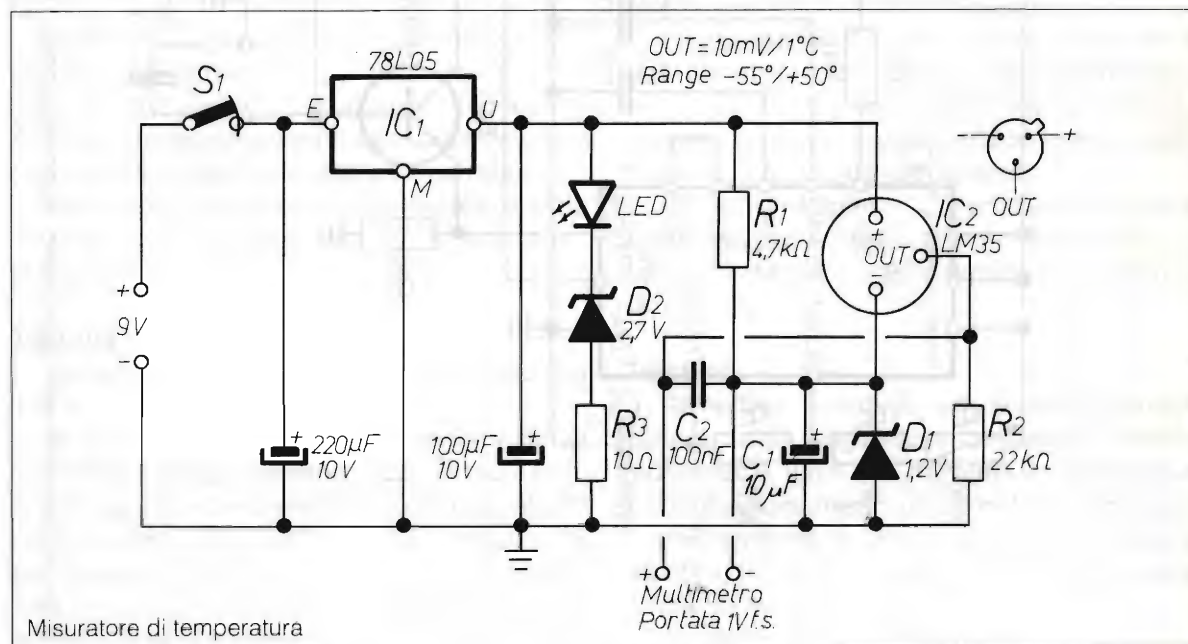 OUT=10mV/1°C
Range -55°/+50°
78L05
S1
E
IC1
U
M
- +
OUT
LED
R1
4,7kΩ
IC2
LM35
+
OUT
-
+
9V
-
D2
2,7V
+
220µF
10V
100µF
10V
+
R3
10Ω
C2
100nF
C1
10µF
+
D1
1,2V
R2
22kΩ
+ -
Multimetro
Portata 1Vf.s.
Misuratore di temperatura